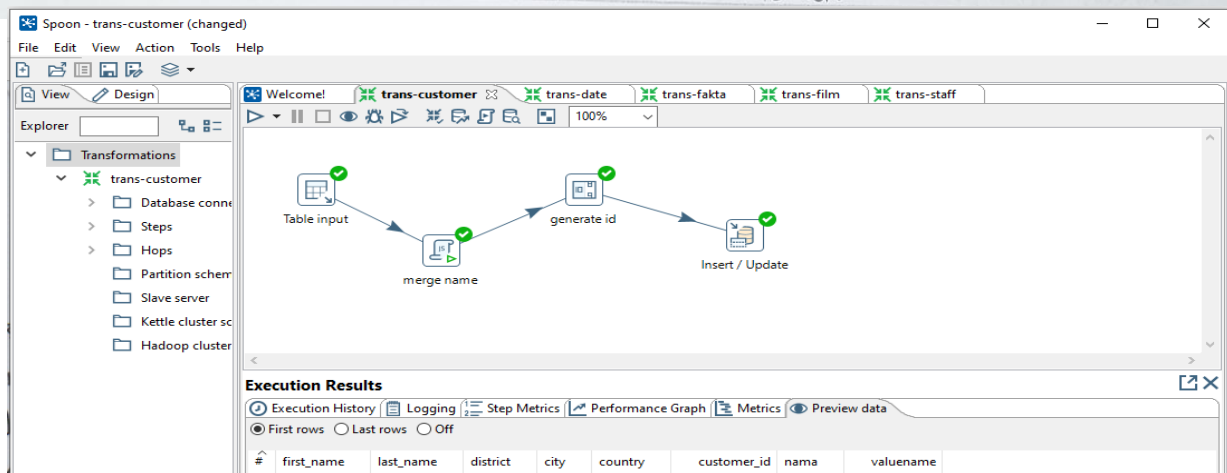 Spoon - trans-customer (changed)
File Edit View Action Tools Help
View Design
Welcome! trans-customer trans-date trans-fakta trans-film trans-staff
Explorer
100%
Transformations
trans-customer
Database conne
Steps
Hops
Partition schem
Slave server
Kettle cluster sc
Hadoop cluster
Table input
merge name
generate id
Insert / Update
Execution Results
Execution History Logging Step Metrics Performance Graph Metrics Preview data
First rows Last rows Off
# first_name last_name district city country customer_id nama valuename